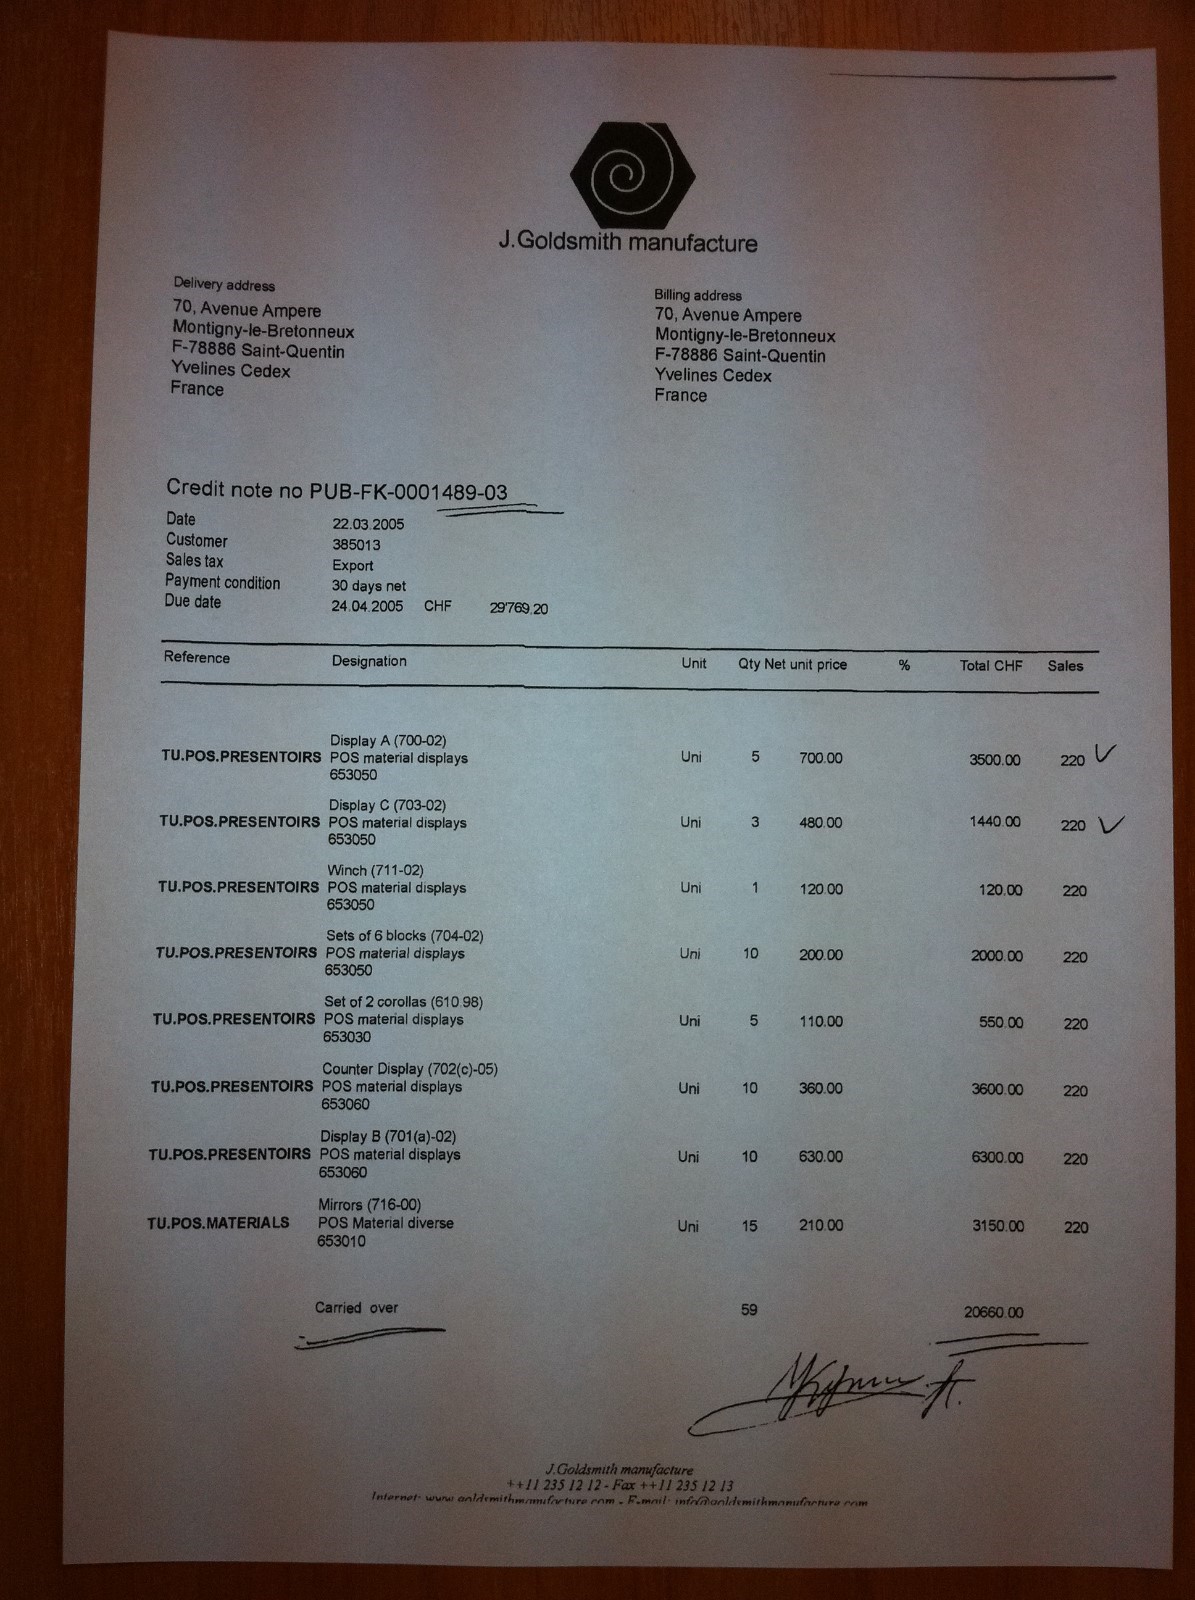 J.Goldsmith manufacture
Delivery address
70, Avenue Ampere
Montigny-le-Bretonneux
F-78886 Saint-Quentin
Yvelines Cedex
France
Billing address
70, Avenue Ampere
Montigny-le-Bretonneux
F-78886 Saint-Quentin
Yvelines Cedex
France
Credit note no PUB-FK-0001489-03
Date 22.03.2005
Customer 385013
Sales tax Export
Payment condition 30 days net
Due date 24.04.2005 CHF 29'769.20
Reference Designation Unit Qty Net unit price % Total CHF Sales
Display A (700-02)
TU.POS.PRESENTOIRS POS material displays Uni 5 700.00 3500.00 220
653050
Display C (703-02)
TU.POS.PRESENTOIRS POS material displays Uni 3 480.00 1440.00 220
653050
Winch (711-02)
TU.POS.PRESENTOIRS POS material displays Uni 1 120.00 120.00 220
653050
Sets of 6 blocks (704-02)
TU.POS.PRESENTOIRS POS material displays Uni 10 200.00 2000.00 220
653050
Set of 2 corollas (610.98)
TU.POS.PRESENTOIRS POS material displays Uni 5 110.00 550.00 220
653030
Counter Display (702(c)-05)
TU.POS.PRESENTOIRS POS material displays Uni 10 360.00 3600.00 220
653060
Display B (701(a)-02)
TU.POS.PRESENTOIRS POS material displays Uni 10 630.00 6300.00 220
653060
Mirrors (716-00)
TU.POS.MATERIALS POS Material diverse Uni 15 210.00 3150.00 220
653010
Carried over 59 20660.00
J.Goldsmith manufacture
++11 235 12 12 - Fax ++11 235 12 13
Internet: www.goldsmithmanufacture.com - E-mail: info@goldsmithmanufacture.com